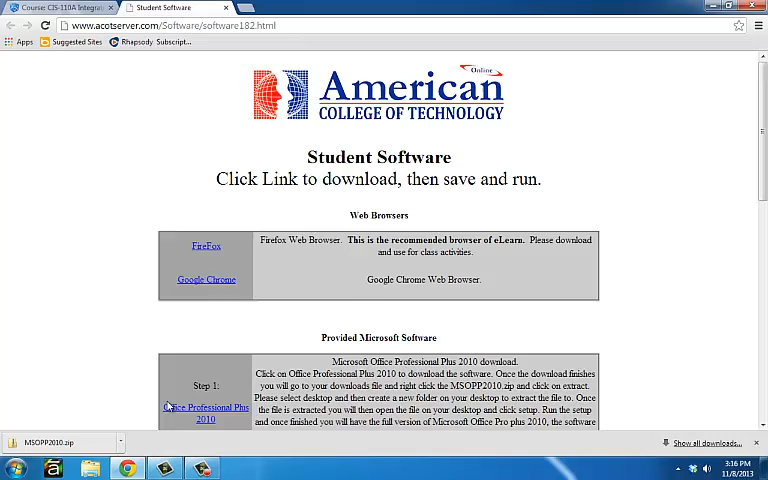 Course: CIS-110A Integrat
Student Software
www.acotserver.com/Software/software182.html
Apps
Suggested Sites
Rhapsody Subscript...
Online
American
COLLEGE OF TECHNOLOGY
Student Software
Click Link to download, then save and run.
Web Browsers
FireFox
Firefox Web Browser. This is the recommended browser of eLearn. Please download
and use for class activities.
Google Chrome
Google Chrome Web Browser.
Provided Microsoft Software
Step 1:
Office Professional Plus
2010
Microsoft Office Professional Plus 2010 download.
Click on Office Professional Plus 2010 to download the software. Once the download finishes
you will go to your downloads file and right click the MSOPP2010.zip and click on extract.
Please select desktop and then create a new folder on your desktop to extract the file to. Once
the file is extracted you will then open the file on your desktop and click setup. Run the setup
and once finished you will have the full version of Microsoft Office Pro plus 2010, the software
MSOPP2010.zip
Show all downloads...
3:16 PM
11/8/2013